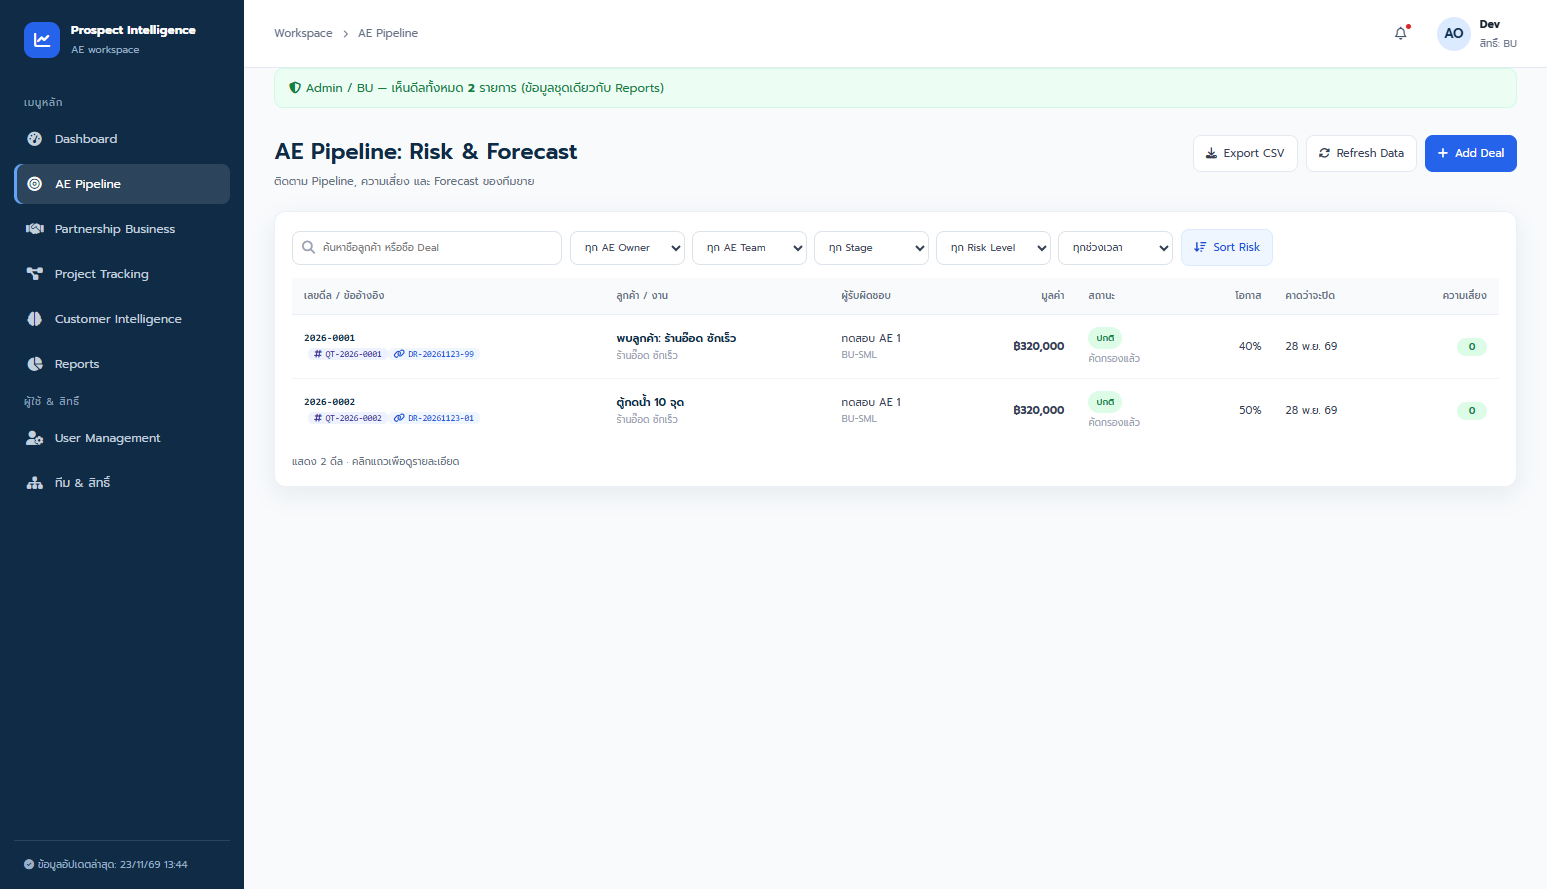 Prospect Intelligence
AE workspace
เมนูหลัก
Dashboard
AE Pipeline
Partnership Business
Project Tracking
Customer Intelligence
Reports
ผู้ใช้ & สิทธิ์
User Management
ทีม & สิทธิ์
ข้อมูลอัปเดตล่าสุด: 23/11/69 13:44
Workspace > AE Pipeline
AO
Dev
สิทธิ์: BU
Admin / BU — เห็นดีลทั้งหมด 2 รายการ (ข้อมูลชุดเดียวกับ Reports)
AE Pipeline: Risk & Forecast
ติดตาม Pipeline, ความเสี่ยง และ Forecast ของทีมขาย
Export CSV
Refresh Data
+ Add Deal
ค้นหาชื่อลูกค้า หรือชื่อ Deal
ทุก AE Owner
ทุก AE Team
ทุก Stage
ทุก Risk Level
ทุกช่วงเวลา
Sort Risk
เลขดีล / ข้ออ้างอิง ลูกค้า / งาน ผู้รับผิดชอบ มูลค่า สถานะ โอกาส คาดว่าจะปิด ความเสี่ยง
2026-0001
# QT-2026-0001 DR-20261123-99
พบลูกค้า: ร้านอ๊อด ซักเร็ว
ร้านอ๊อด ซักเร็ว
ทดสอบ AE 1
BU-SML
฿320,000
ปกติ
คัดกรองแล้ว
40%
28 พ.ย. 69
0
2026-0002
# QT-2026-0002 DR-20261123-01
ตู้กดน้ำ 10 จุด
ร้านอ๊อด ซักเร็ว
ทดสอบ AE 1
BU-SML
฿320,000
ปกติ
คัดกรองแล้ว
50%
28 พ.ย. 69
0
แสดง 2 ดีล · คลิกแถวเพื่อดูรายละเอียด